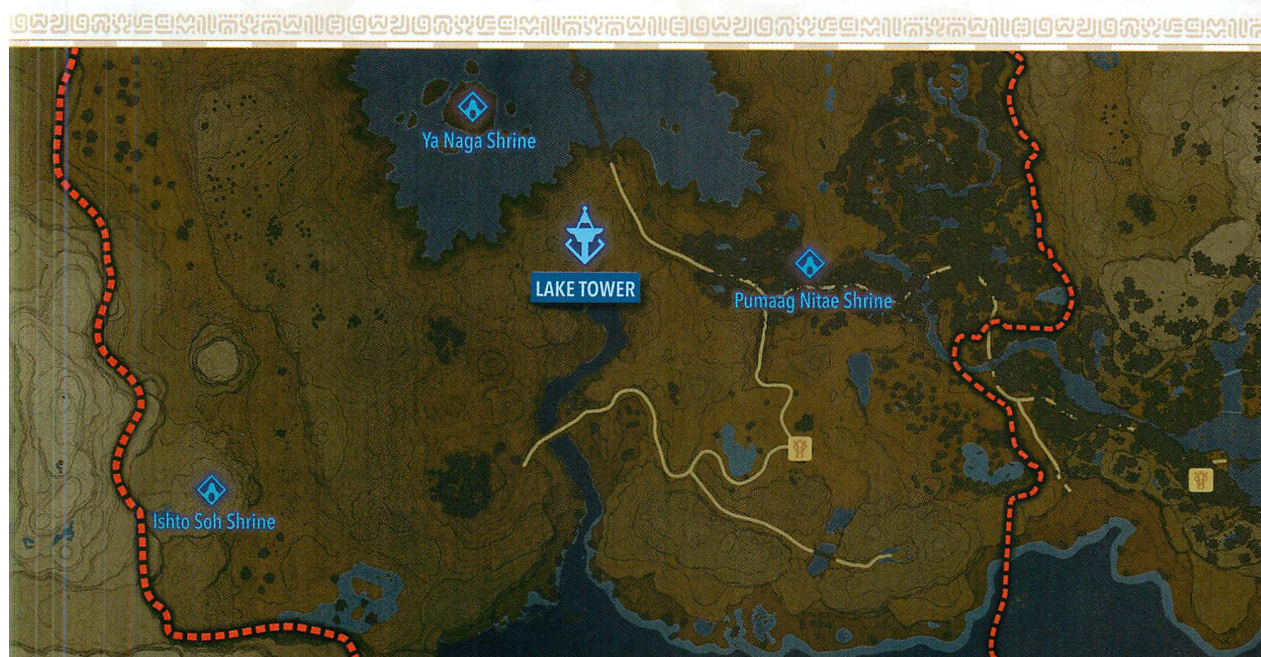 Ya Naga Shrine
LAKE TOWER
Pumaag Nitae Shrine
Ishto Soh Shrine